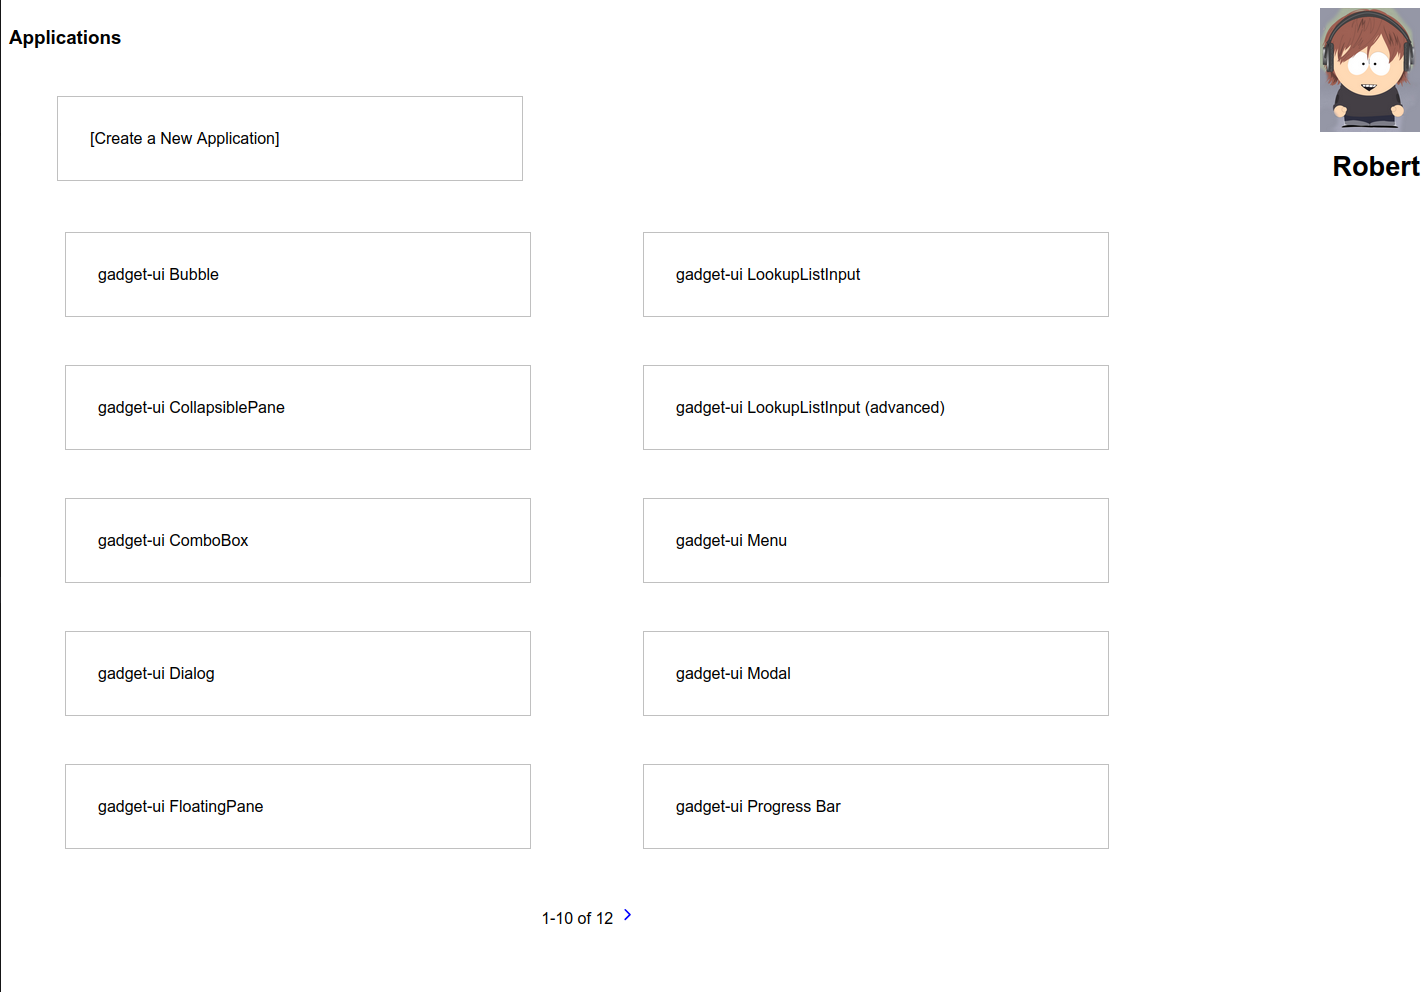 Applications
Robert
[Create a New Application]
gadget-ui Bubble
gadget-ui LookupListInput
gadget-ui CollapsiblePane
gadget-ui LookupListInput (advanced)
gadget-ui ComboBox
gadget-ui Menu
gadget-ui Dialog
gadget-ui Modal
gadget-ui FloatingPane
gadget-ui Progress Bar
1-10 of 12 >